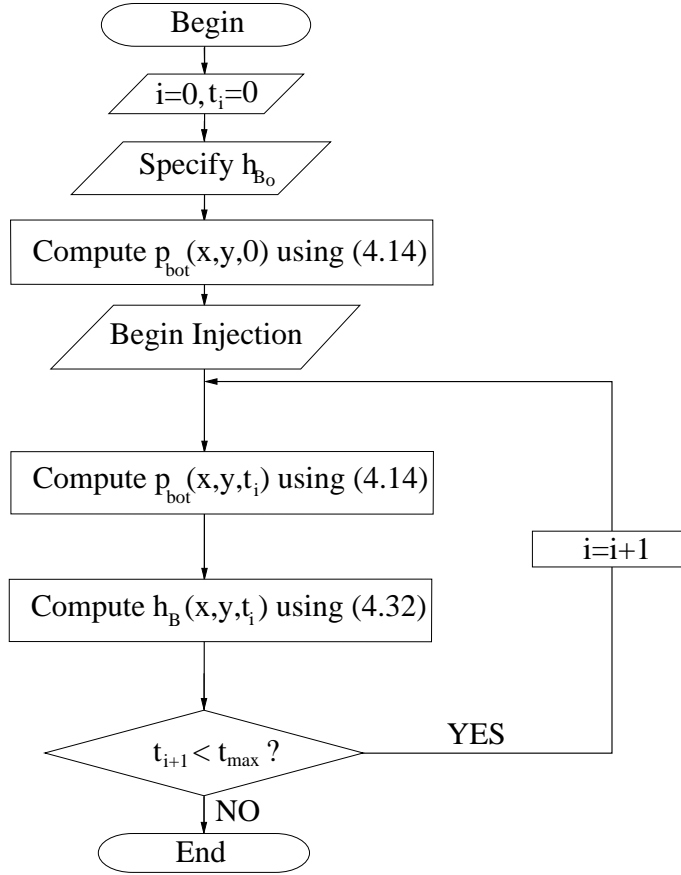 Begin
i=0, t_i=0
Specify h_Bo
Compute p_bot(x,y,0) using (4.14)
Begin Injection
Compute p_bot(x,y,t_i) using (4.14)
i=i+1
Compute h_B(x,y,t_i) using (4.32)
t_i+1 < t_max ?
YES
NO
End